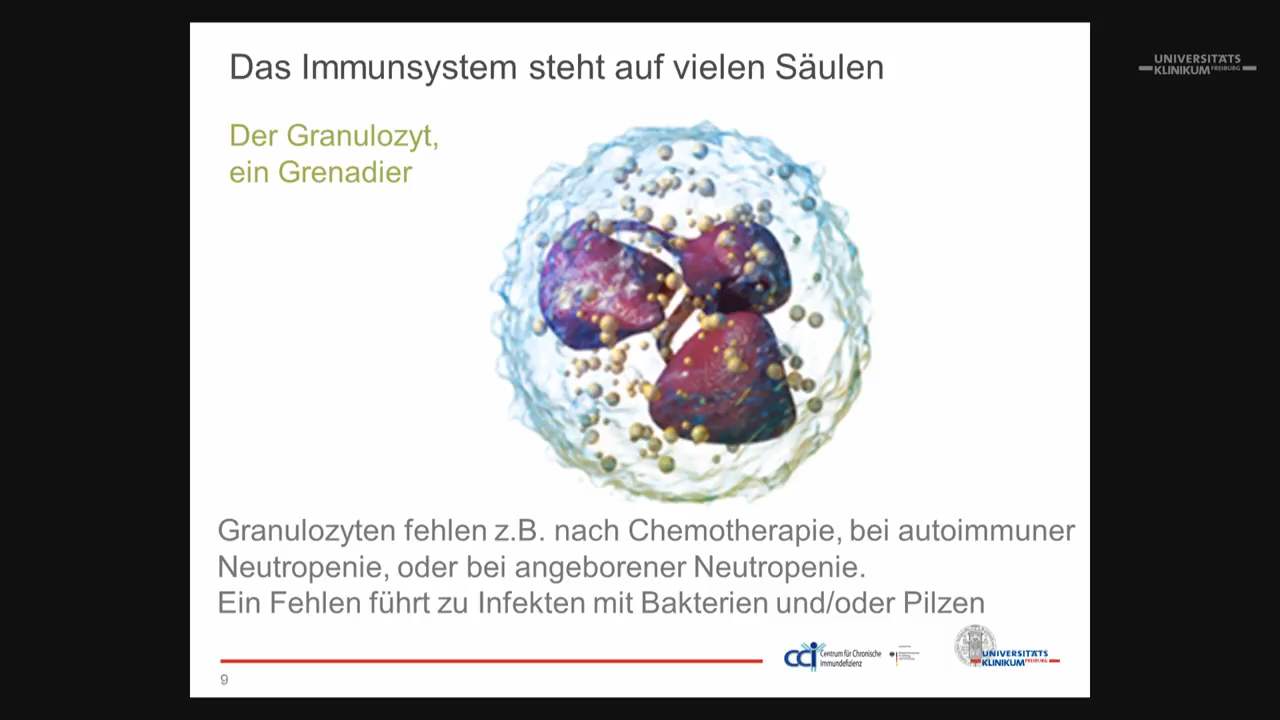 Das Immunsystem steht auf vielen Säulen
UNIVERSITÄTS
KLINIKUM FREIBURG
Der Granulozyt,
ein Grenadier
Granulozyten fehlen z.B. nach Chemotherapie, bei autoimmuner
Neutropenie, oder bei angeborener Neutropenie.
Ein Fehlen führt zu Infekten mit Bakterien und/oder Pilzen
cci Centrum für Chronische
Immundefizienz
UNIVERSITÄTS
KLINIKUM FREIBURG
9